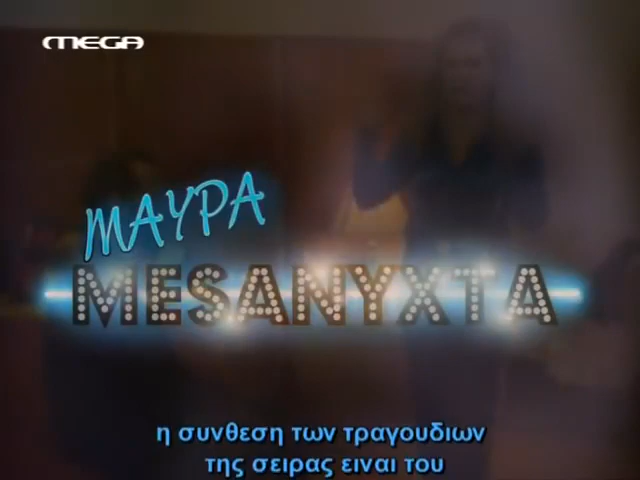 MEGA
ΜΑΥΡΑ
MESANYXTA
η συνθεση των τραγουδιων
της σειρας ειναι του